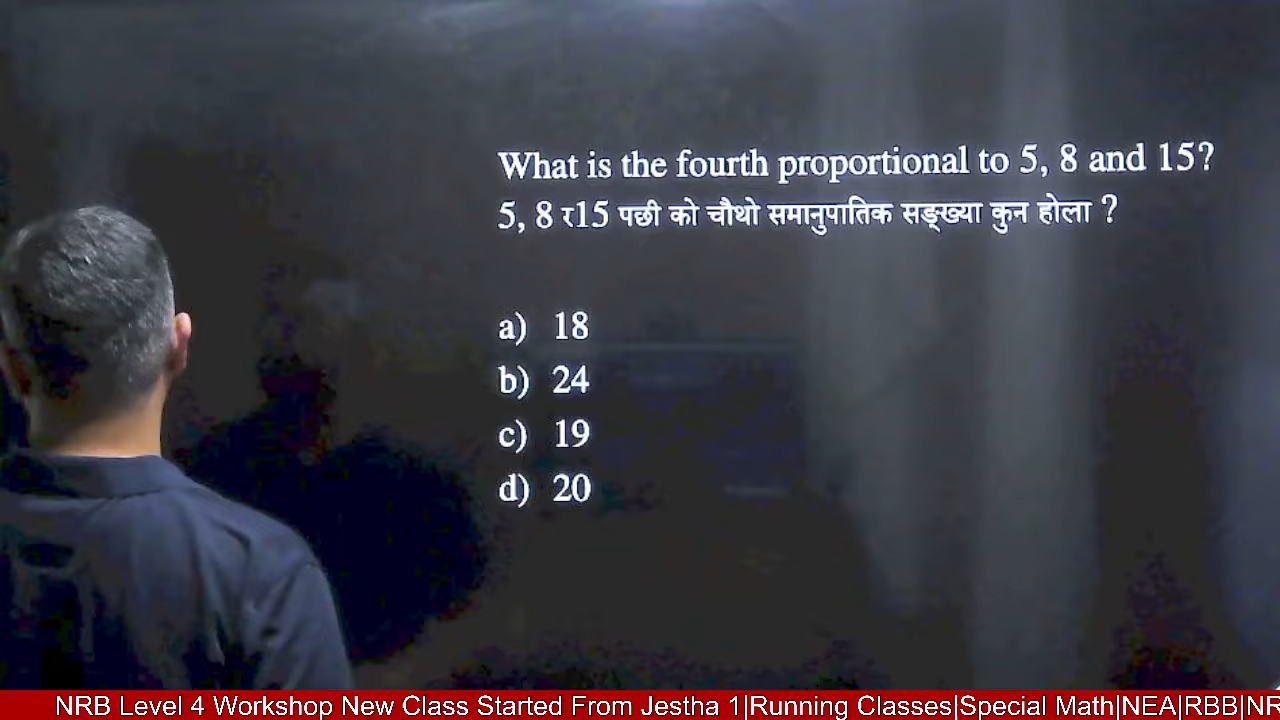 What is the fourth proportional to 5, 8 and 15?
5, 8 र15 पछी को चौथो समानुपातिक सङ्ख्या कुन होला ?
a) 18
b) 24
c) 19
d) 20
NRB Level 4 Workshop New Class Started From Jestha 1|Running Classes|Special Math|NEA|RBB|NR